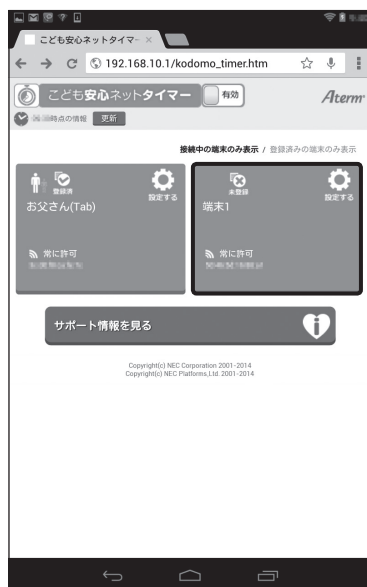 こども安心ネットタイマー ×
192.168.10.1/kodomo_timer.htm
こども安心ネットタイマー 有効 Aterm
時点の情報 更新
接続中の端末のみ表示 / 登録済みの端末のみ表示
登録済 設定する
お父さん(Tab)
常に許可
未登録 設定する
端末1
常に許可
サポート情報を見る
Copyright(c) NEC Corporation 2001-2014
Copyright(c) NEC Platforms,Ltd. 2001-2014